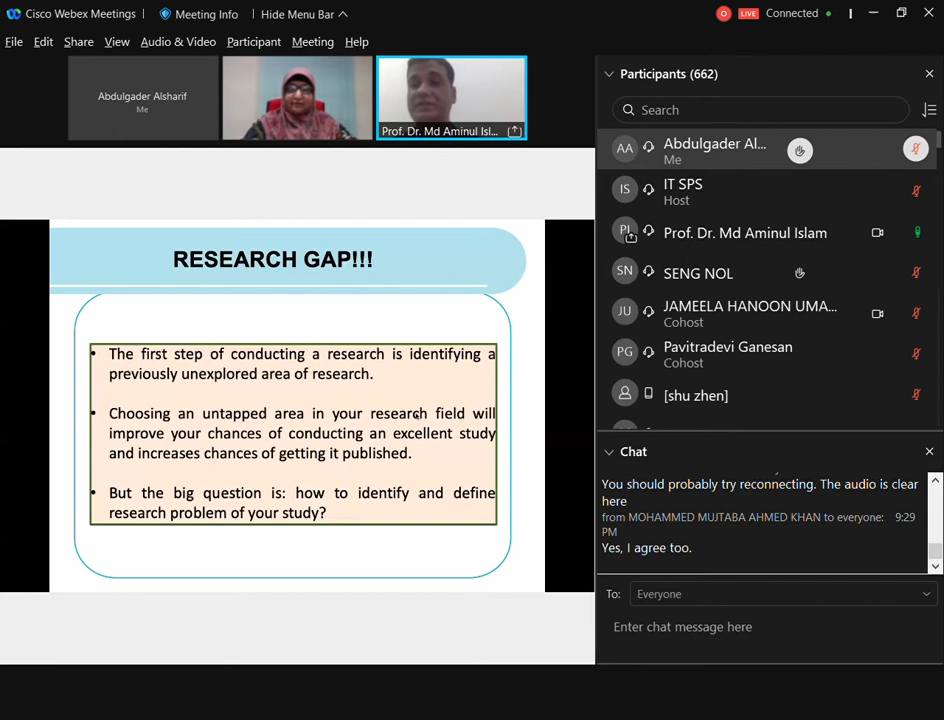 Cisco Webex Meetings
Meeting Info
Hide Menu Bar
LIVE
Connected
File Edit Share View Audio & Video Participant Meeting Help
Abdulgader Alsharif
Me
Prof. Dr. Md Aminul Isl...
RESEARCH GAP!!!
• The first step of conducting a research is identifying a
previously unexplored area of research.
• Choosing an untapped area in your research field will
improve your chances of conducting an excellent study
and increases chances of getting it published.
• But the big question is: how to identify and define
research problem of your study?
Participants (662)
Search
AA
Abdulgader Al...
Me
IS
IT SPS
Host
PI
Prof. Dr. Md Aminul Islam
SN
SENG NOL
JU
JAMEELA HANOON UMA...
Cohost
PG
Pavitradevi Ganesan
Cohost
[shu zhen]
Chat
You should probably try reconnecting. The audio is clear
here
from MOHAMMED MUJTABA AHMED KHAN to everyone: 9:29
PM
Yes, I agree too.
To: Everyone
Enter chat message here